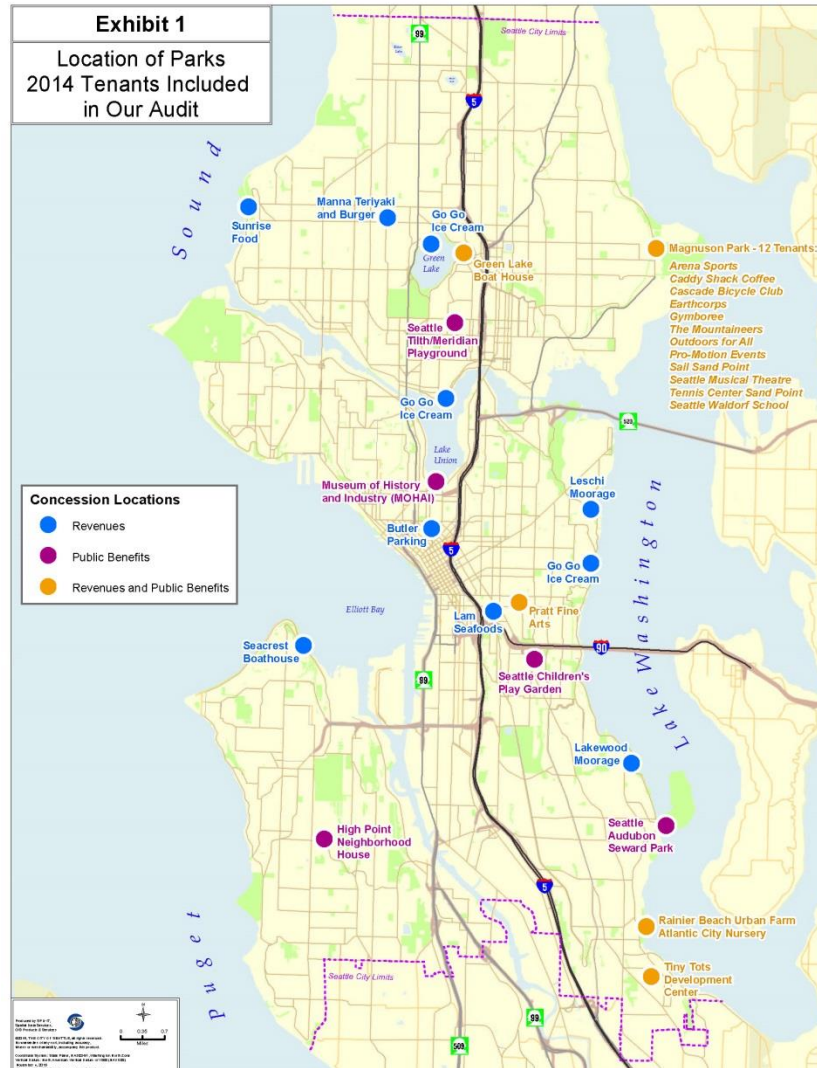 Exhibit 1
Location of Parks
2014 Tenants Included
in Our Audit
99
Seattle City Limits
5
Sound
Sunrise
Food
Manna Teriyaki
and Burger
Go Go
Ice Cream
Green
Lake
Green Lake
Boat House
Magnuson Park - 12 Tenants:
Arena Sports
Caddy Shack Coffee
Cascade Bicycle Club
Earthcorps
Gymboree
The Mountaineers
Outdoors for All
Pro-Motion Events
Sail Sand Point
Seattle Musical Theatre
Tennis Center Sand Point
Seattle Waldorf School
Seattle
Tilth/Meridian
Playground
Go Go
Ice Cream
520
Lake
Union
Museum of History
and Industry (MOHAI)
Leschi
Moorage
Concession Locations
Revenues
Public Benefits
Revenues and Public Benefits
Butler
Parking
5
Go Go
Ice Cream
Lake Washington
Elliott Bay
Lam
Seafoods
Pratt Fine
Arts
90
Seacrest
Boathouse
Seattle Children's
Play Garden
99
Lakewood
Moorage
High Point
Neighborhood
House
Seattle
Audubon
Seward Park
5
Puget
Rainier Beach Urban Farm
Atlantic City Nursery
Seattle City Limits
Tiny Tots
Development
Center
99
509
0 0.35 0.7
Miles